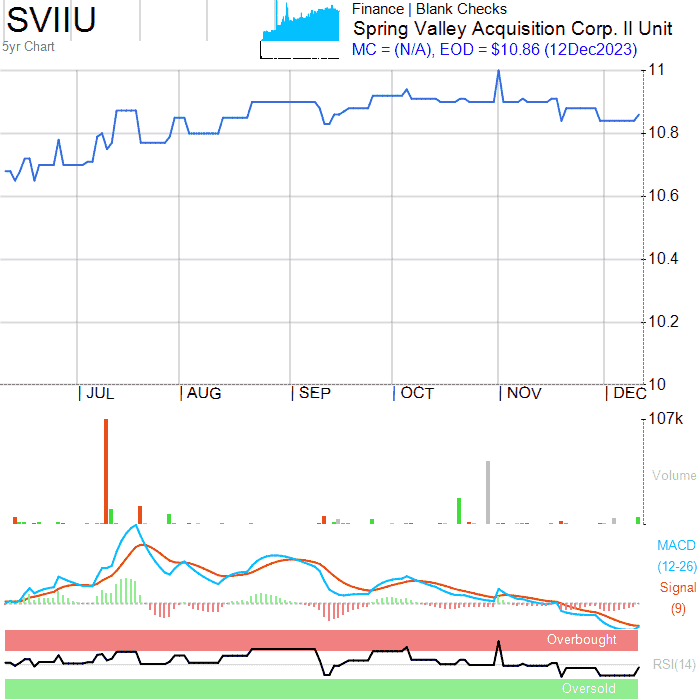 SVIIU
5yr Chart
Finance | Blank Checks
Spring Valley Acquisition Corp. II Unit
MC = (N/A), EOD = $10.86 (12Dec2023)
11
10.8
10.6
10.4
10.2
10
| JUL | AUG | SEP | OCT | NOV | DEC
107k
Volume
MACD
(12-26)
Signal
(9)
Overbought
RSI(14)
Oversold